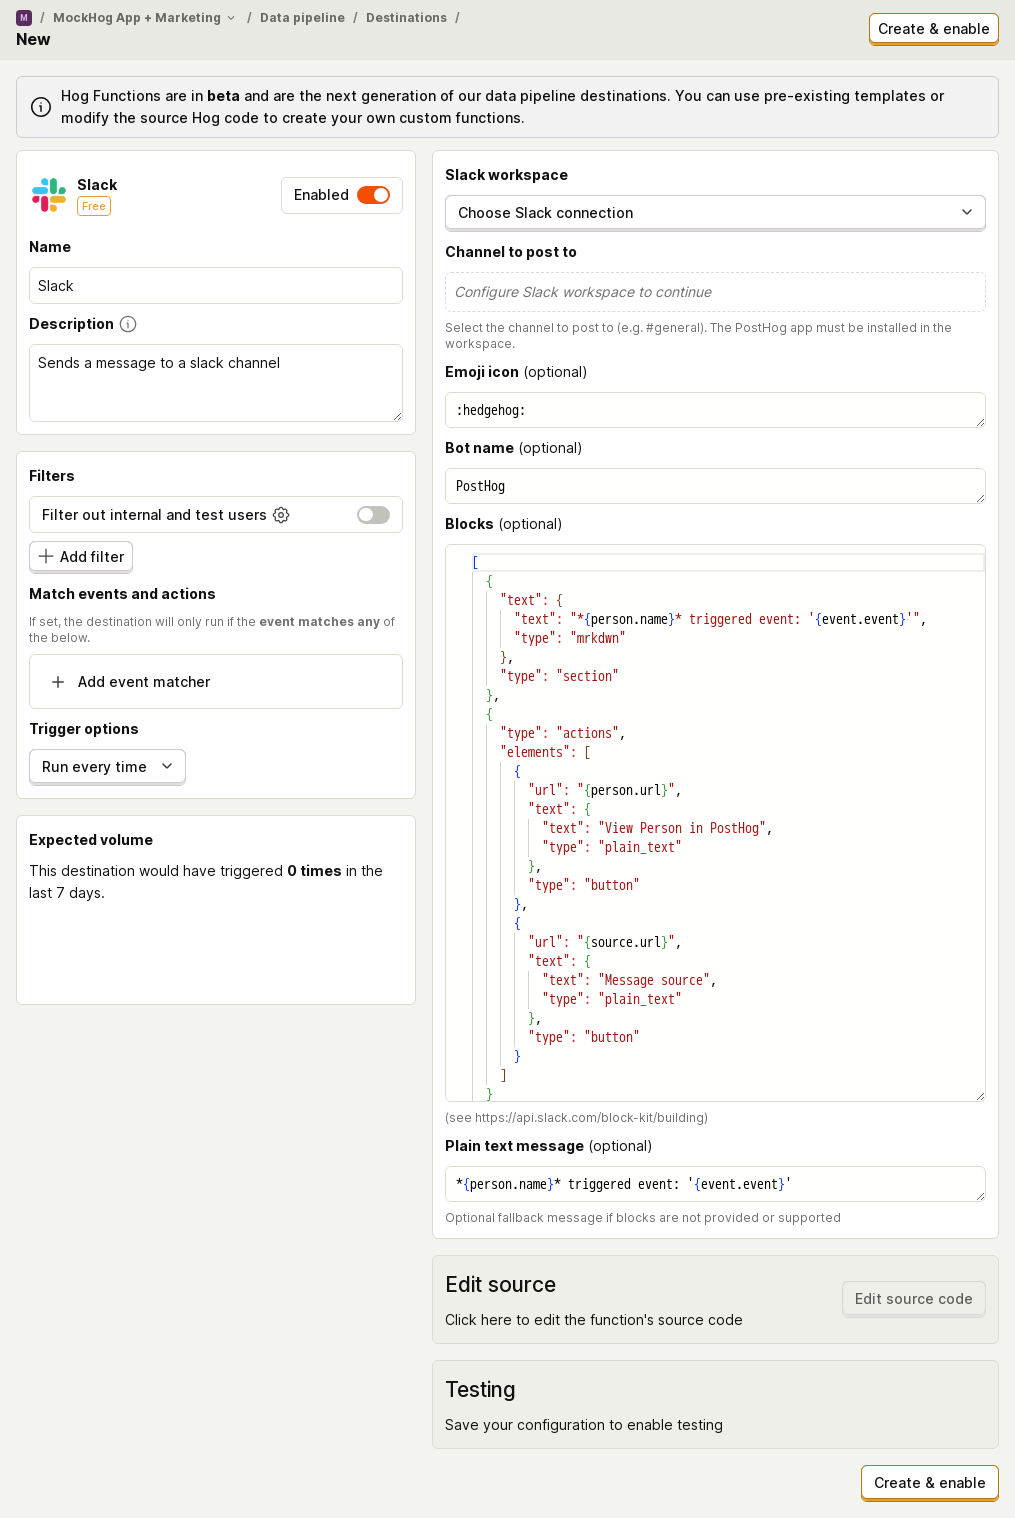 M / MockHog App + Marketing / Data pipeline / Destinations /
New
Create & enable
Hog Functions are in beta and are the next generation of our data pipeline destinations. You can use pre-existing templates or
modify the source Hog code to create your own custom functions.
Slack
Free
Enabled
Name
Slack
Description
Sends a message to a slack channel
Filters
Filter out internal and test users
Add filter
Match events and actions
If set, the destination will only run if the event matches any of
the below.
Add event matcher
Trigger options
Run every time
Expected volume
This destination would have triggered 0 times in the
last 7 days.
Slack workspace
Choose Slack connection
Channel to post to
Configure Slack workspace to continue
Select the channel to post to (e.g. #general). The PostHog app must be installed in the
workspace.
Emoji icon (optional)
:hedgehog:
Bot name (optional)
PostHog
Blocks (optional)
[
{
"text": {
"text": "*{person.name}* triggered event: '{event.event}'",
"type": "mrkdwn"
},
"type": "section"
},
{
"type": "actions",
"elements": [
{
"url": "{person.url}",
"text": {
"text": "View Person in PostHog",
"type": "plain_text"
},
"type": "button"
},
{
"url": "{source.url}",
"text": {
"text": "Message source",
"type": "plain_text"
},
"type": "button"
}
]
}
(see https://api.slack.com/block-kit/building)
Plain text message (optional)
*{person.name}* triggered event: '{event.event}'
Optional fallback message if blocks are not provided or supported
Edit source
Click here to edit the function's source code
Edit source code
Testing
Save your configuration to enable testing
Create & enable